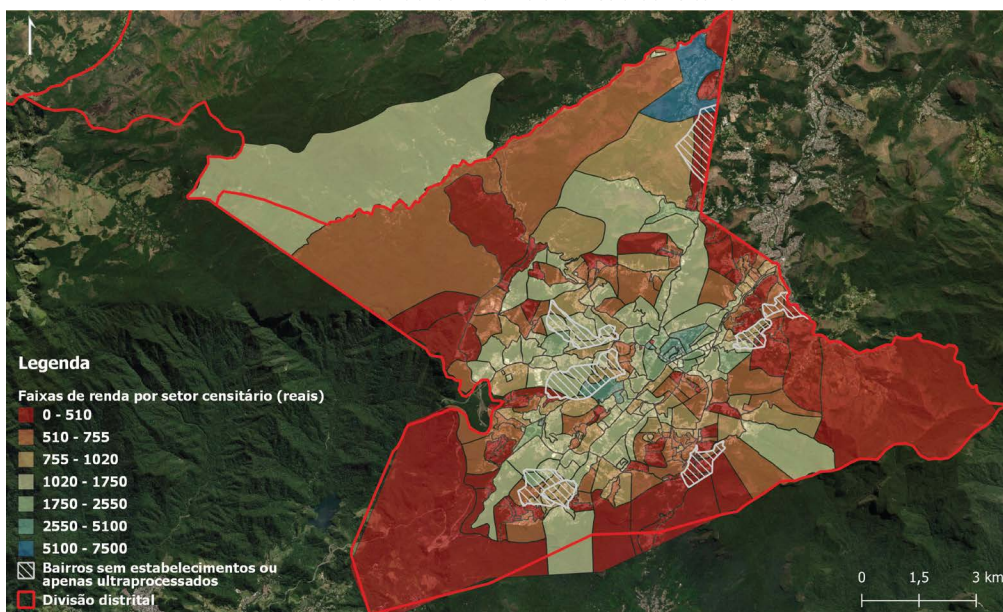 Legenda
Faixas de renda por setor censitário (reais)
0 - 510
510 - 755
755 - 1020
1020 - 1750
1750 - 2550
2550 - 5100
5100 - 7500
Bairros sem estabelecimentos ou
apenas ultraprocessados
Divisão distrital
0 1,5 3 km